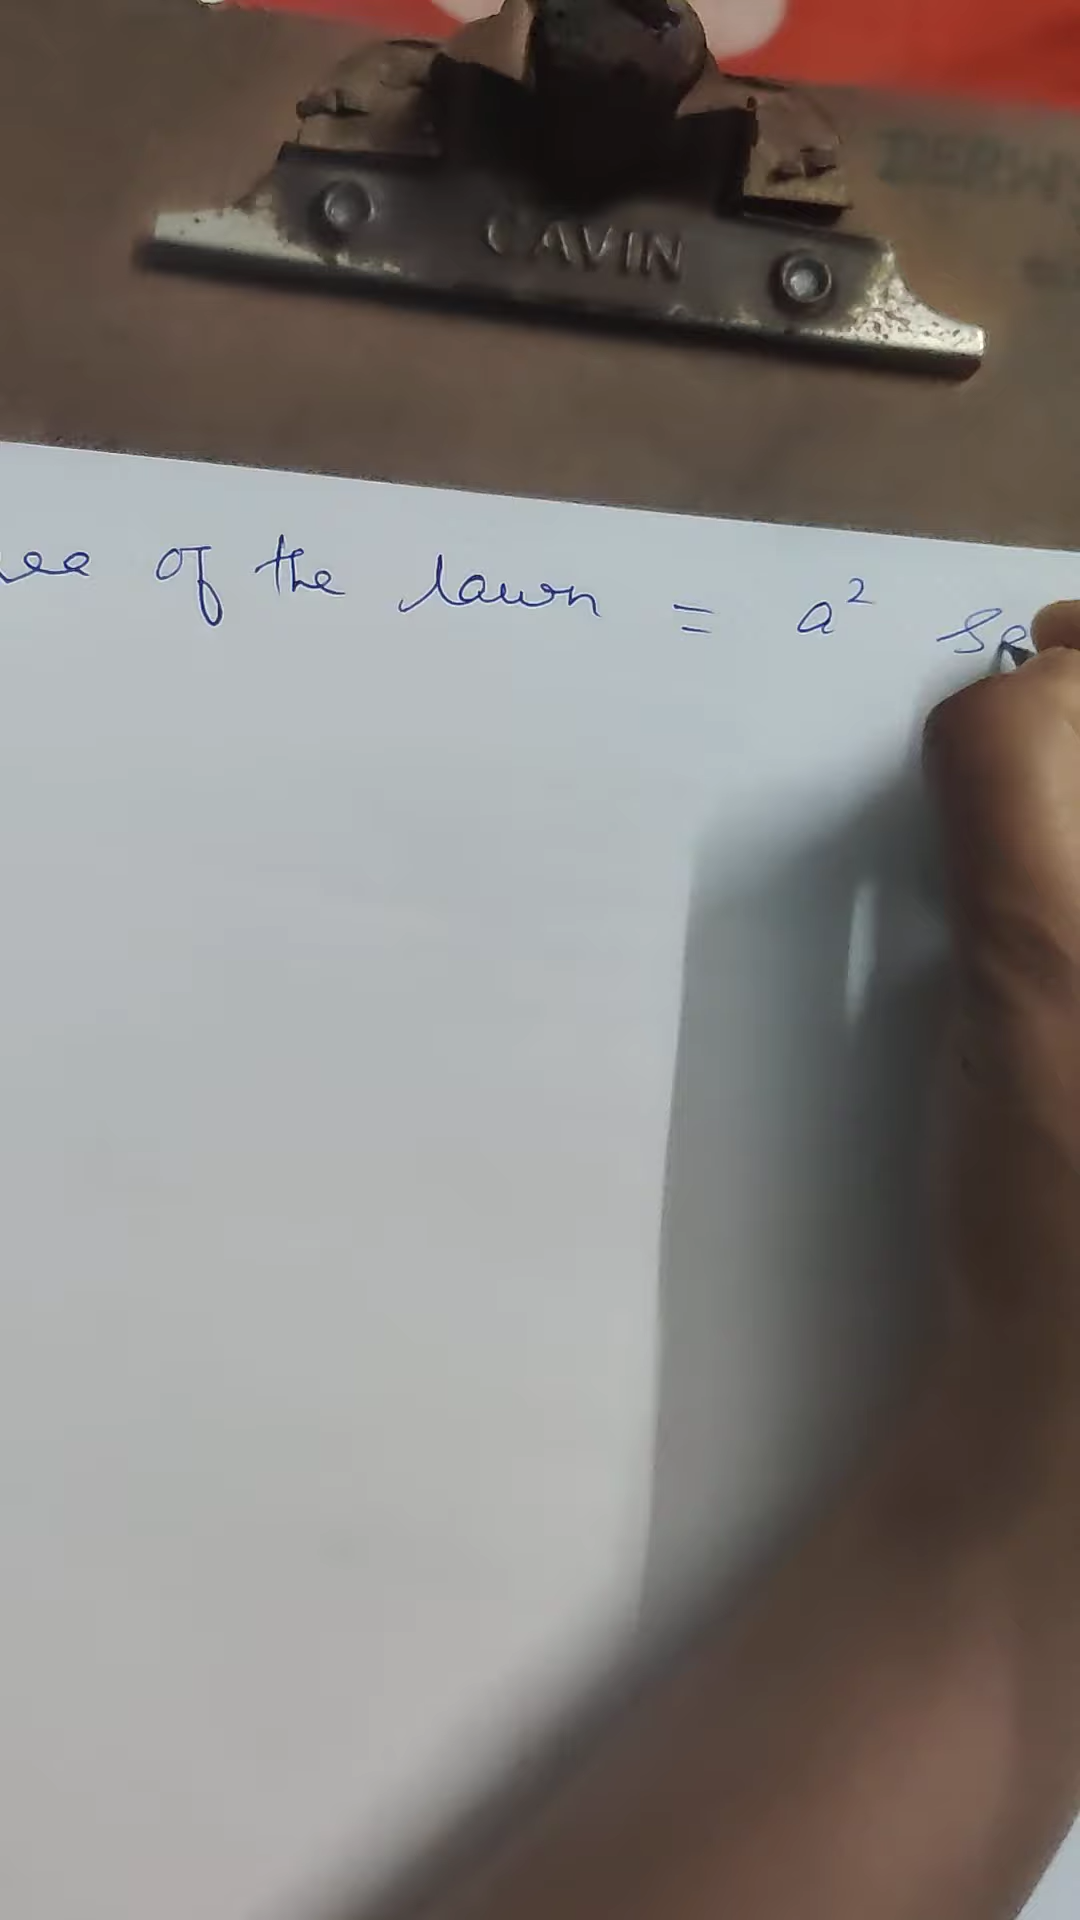 CAVIN
of the lawn = a²